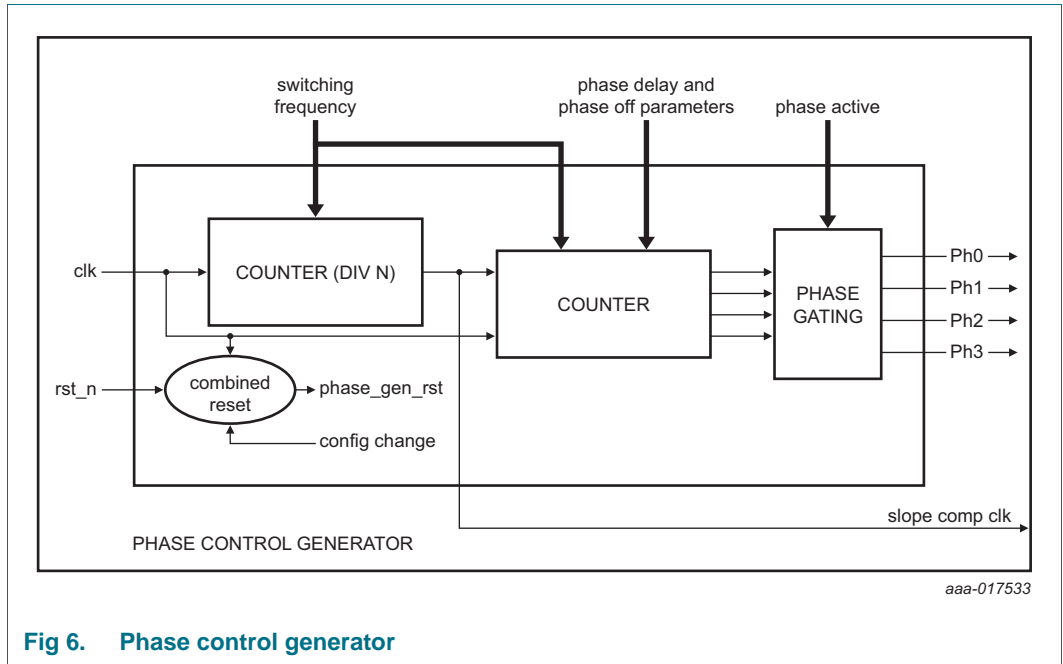 switching
frequency
phase delay and
phase off parameters
phase active
clk
COUNTER (DIV N)
COUNTER
PHASE
GATING
Ph0
Ph1
Ph2
Ph3
rst_n
combined
reset
phase_gen_rst
config change
slope comp clk
PHASE CONTROL GENERATOR
aaa-017533
Fig 6. Phase control generator